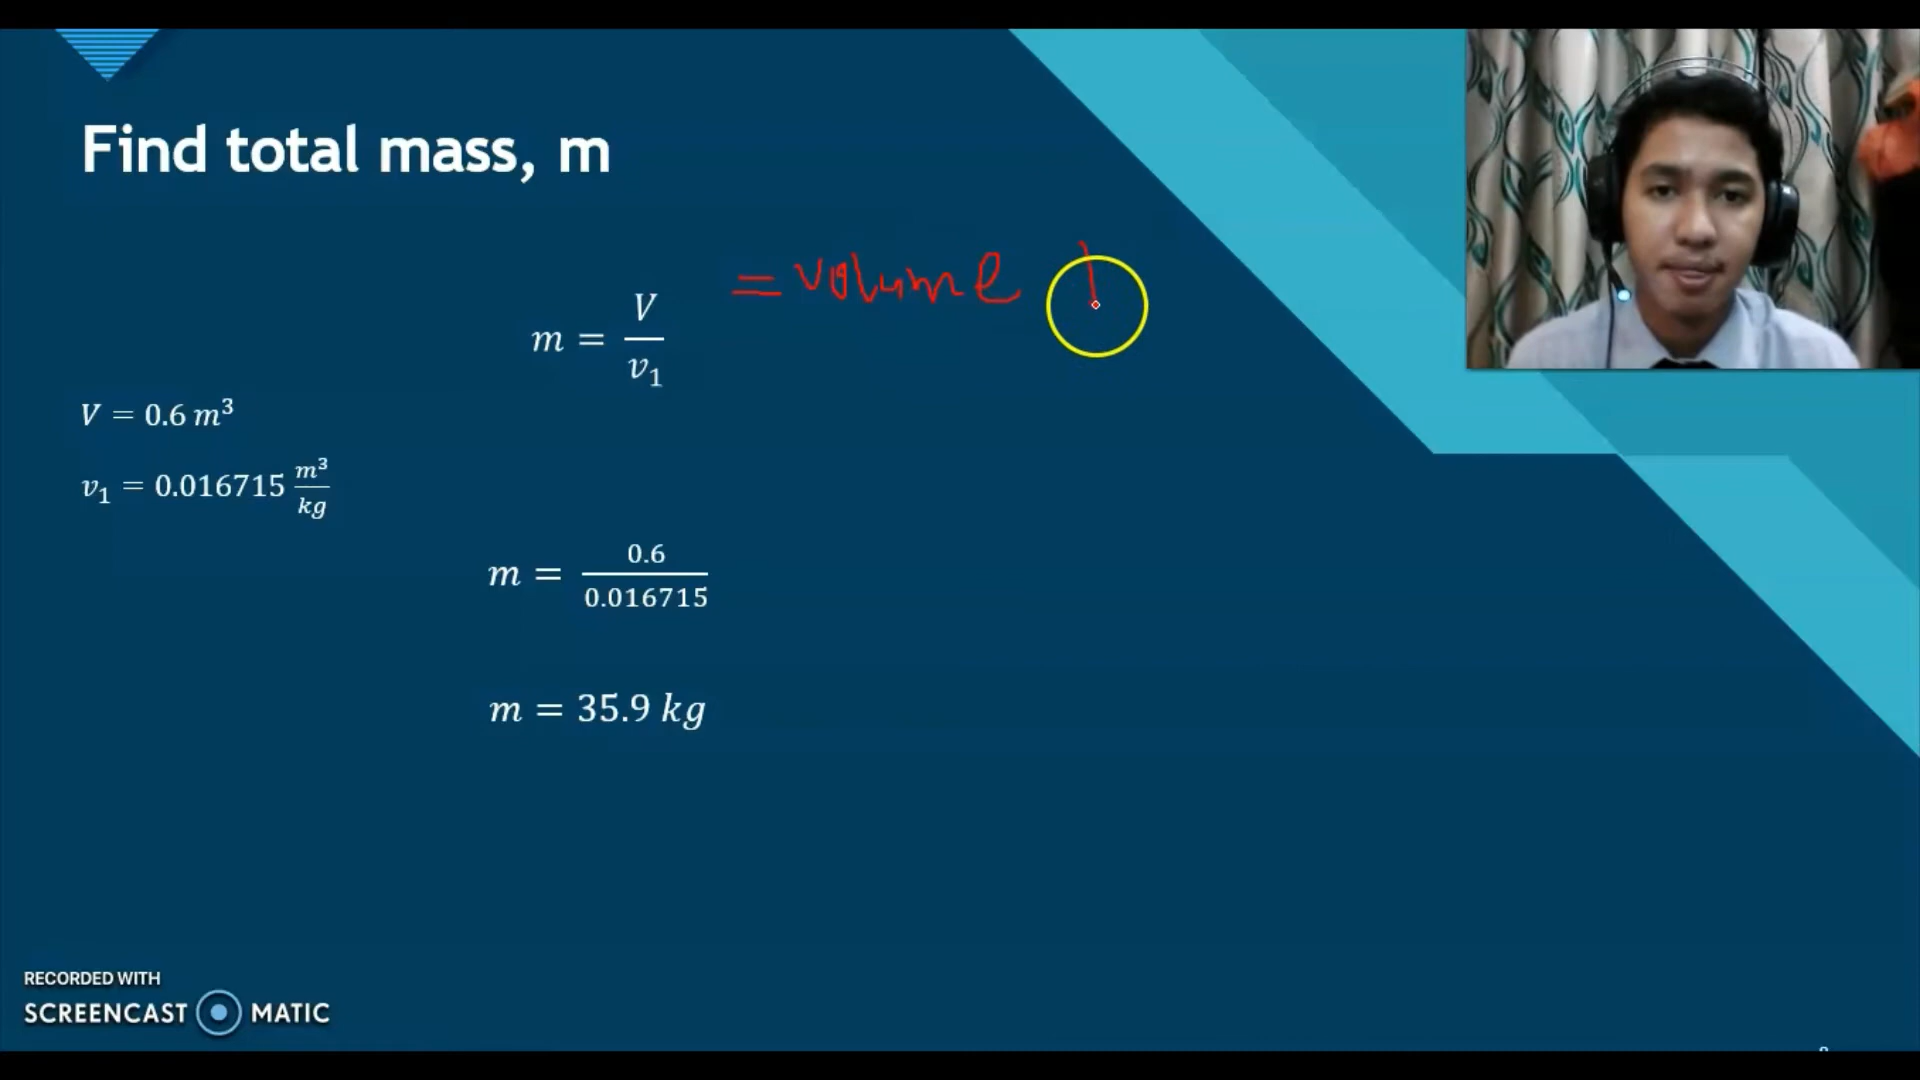 Find total mass, m
= volume
m = V/v₁
V = 0.6 m³
v₁ = 0.016715 m³/kg
m = 0.6/0.016715
m = 35.9 kg
RECORDED WITH
SCREENCAST MATIC